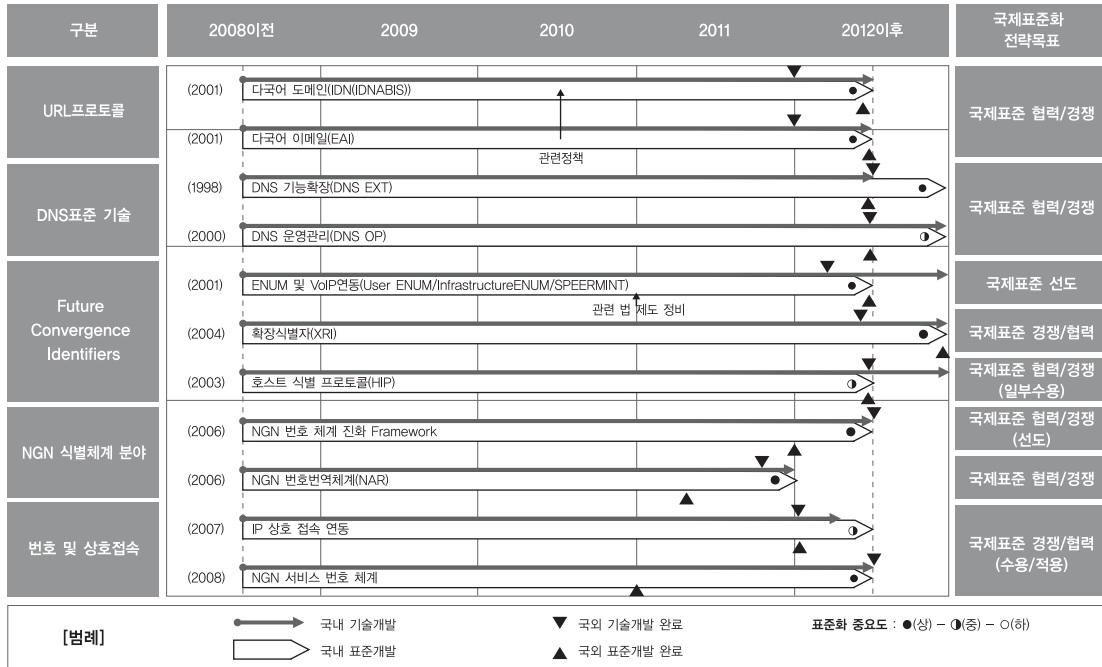 구분
2008이전
2009
2010
2011
2012이후
국제표준화
전략목표
URL프로토콜
(2001)
다국어 도메인(IDN(IDNABIS))
(2001)
다국어 이메일(EAI)
관련정책
국제표준 협력/경쟁
DNS표준 기술
(1998)
DNS 기능확장(DNS EXT)
(2000)
DNS 운영관리(DNS OP)
국제표준 협력/경쟁
Future
Convergence
Identifiers
(2001)
ENUM 및 VoIP연동(User ENUM/InfrastructureENUM/SPEERMINT)
관련 법 제도 정비
국제표준 선도
(2004)
확장식별자(XRI)
국제표준 경쟁/협력
(2003)
호스트 식별 프로토콜(HIP)
국제표준 협력/경쟁
(일부수용)
NGN 식별체계 분야
(2006)
NGN 번호 체계 진화 Framework
국제표준 협력/경쟁
(선도)
(2006)
NGN 번호번역체계(NAR)
국제표준 협력/경쟁
번호 및 상호접속
(2007)
IP 상호 접속 연동
(2008)
NGN 서비스 번호 체계
국제표준 경쟁/협력
(수용/적용)
[범례]
국내 기술개발
▼ 국외 기술개발 완료
표준화 중요도 : ●(상) – ◑(중) – ○(하)
국내 표준개발
▲ 국외 표준개발 완료